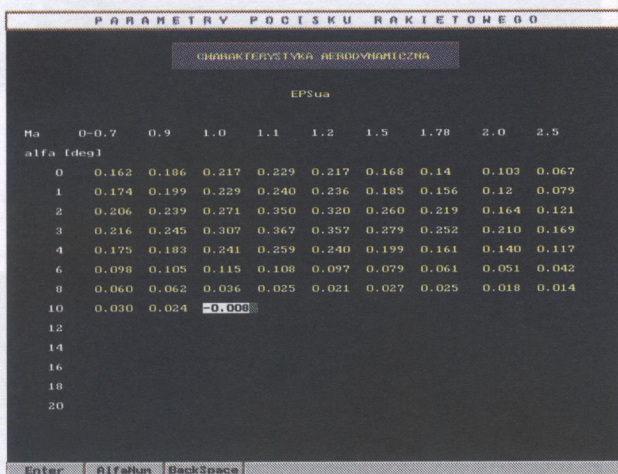 PARAMETRY POCISKU RAKIETOWEGO
CHARAKTERYSTYKA AERODYNAMICZNA
EPSua
Ma 0-0.7 0.9 1.0 1.1 1.2 1.5 1.78 2.0 2.5
alfa [deg]
0 0.162 0.186 0.217 0.229 0.217 0.168 0.14 0.103 0.067
1 0.174 0.199 0.229 0.240 0.236 0.185 0.156 0.12 0.079
2 0.206 0.239 0.271 0.350 0.320 0.260 0.219 0.164 0.121
3 0.216 0.245 0.307 0.367 0.357 0.279 0.252 0.210 0.169
4 0.175 0.183 0.241 0.259 0.240 0.199 0.161 0.140 0.117
6 0.098 0.105 0.115 0.108 0.097 0.079 0.061 0.051 0.042
8 0.060 0.062 0.036 0.025 0.021 0.027 0.025 0.018 0.014
10 0.030 0.024 -0.008
12
14
16
18
20
Enter AlfaNum BackSpace